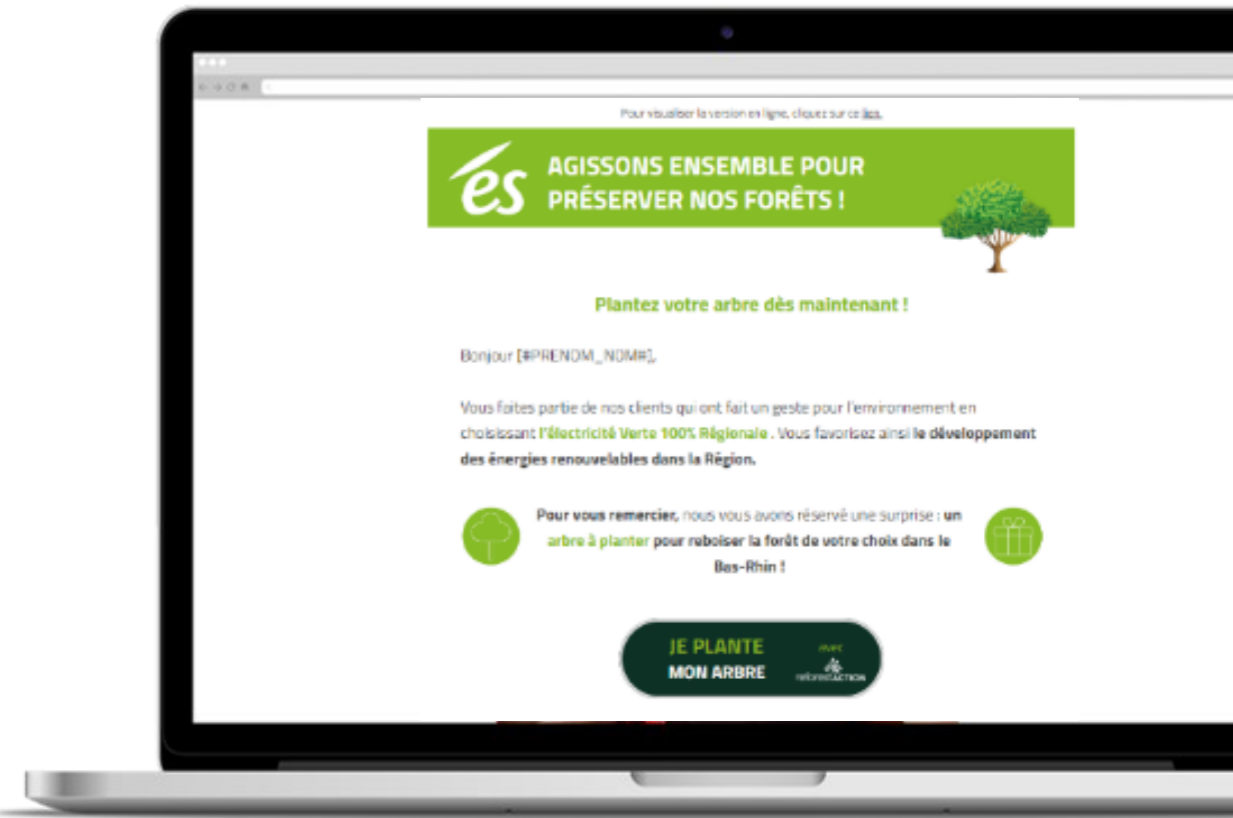 Pour visualiser la version en ligne, cliquez sur ce lien.
és
AGISSONS ENSEMBLE POUR
PRÉSERVER NOS FORÊTS !
Plantez votre arbre dès maintenant !
Bonjour [#PRENOM_NOM#],
Vous faites partie de nos clients qui ont fait un geste pour l'environnement en
choisissant l'électricité Verte 100% Régionale . Vous favorisez ainsi le développement
des énergies renouvelables dans la Région.
Pour vous remercier, nous vous avons réservé une surprise : un
arbre à planter pour reboiser la forêt de votre choix dans le
Bas-Rhin !
JE PLANTE
MON ARBRE
avec
reforestACTION